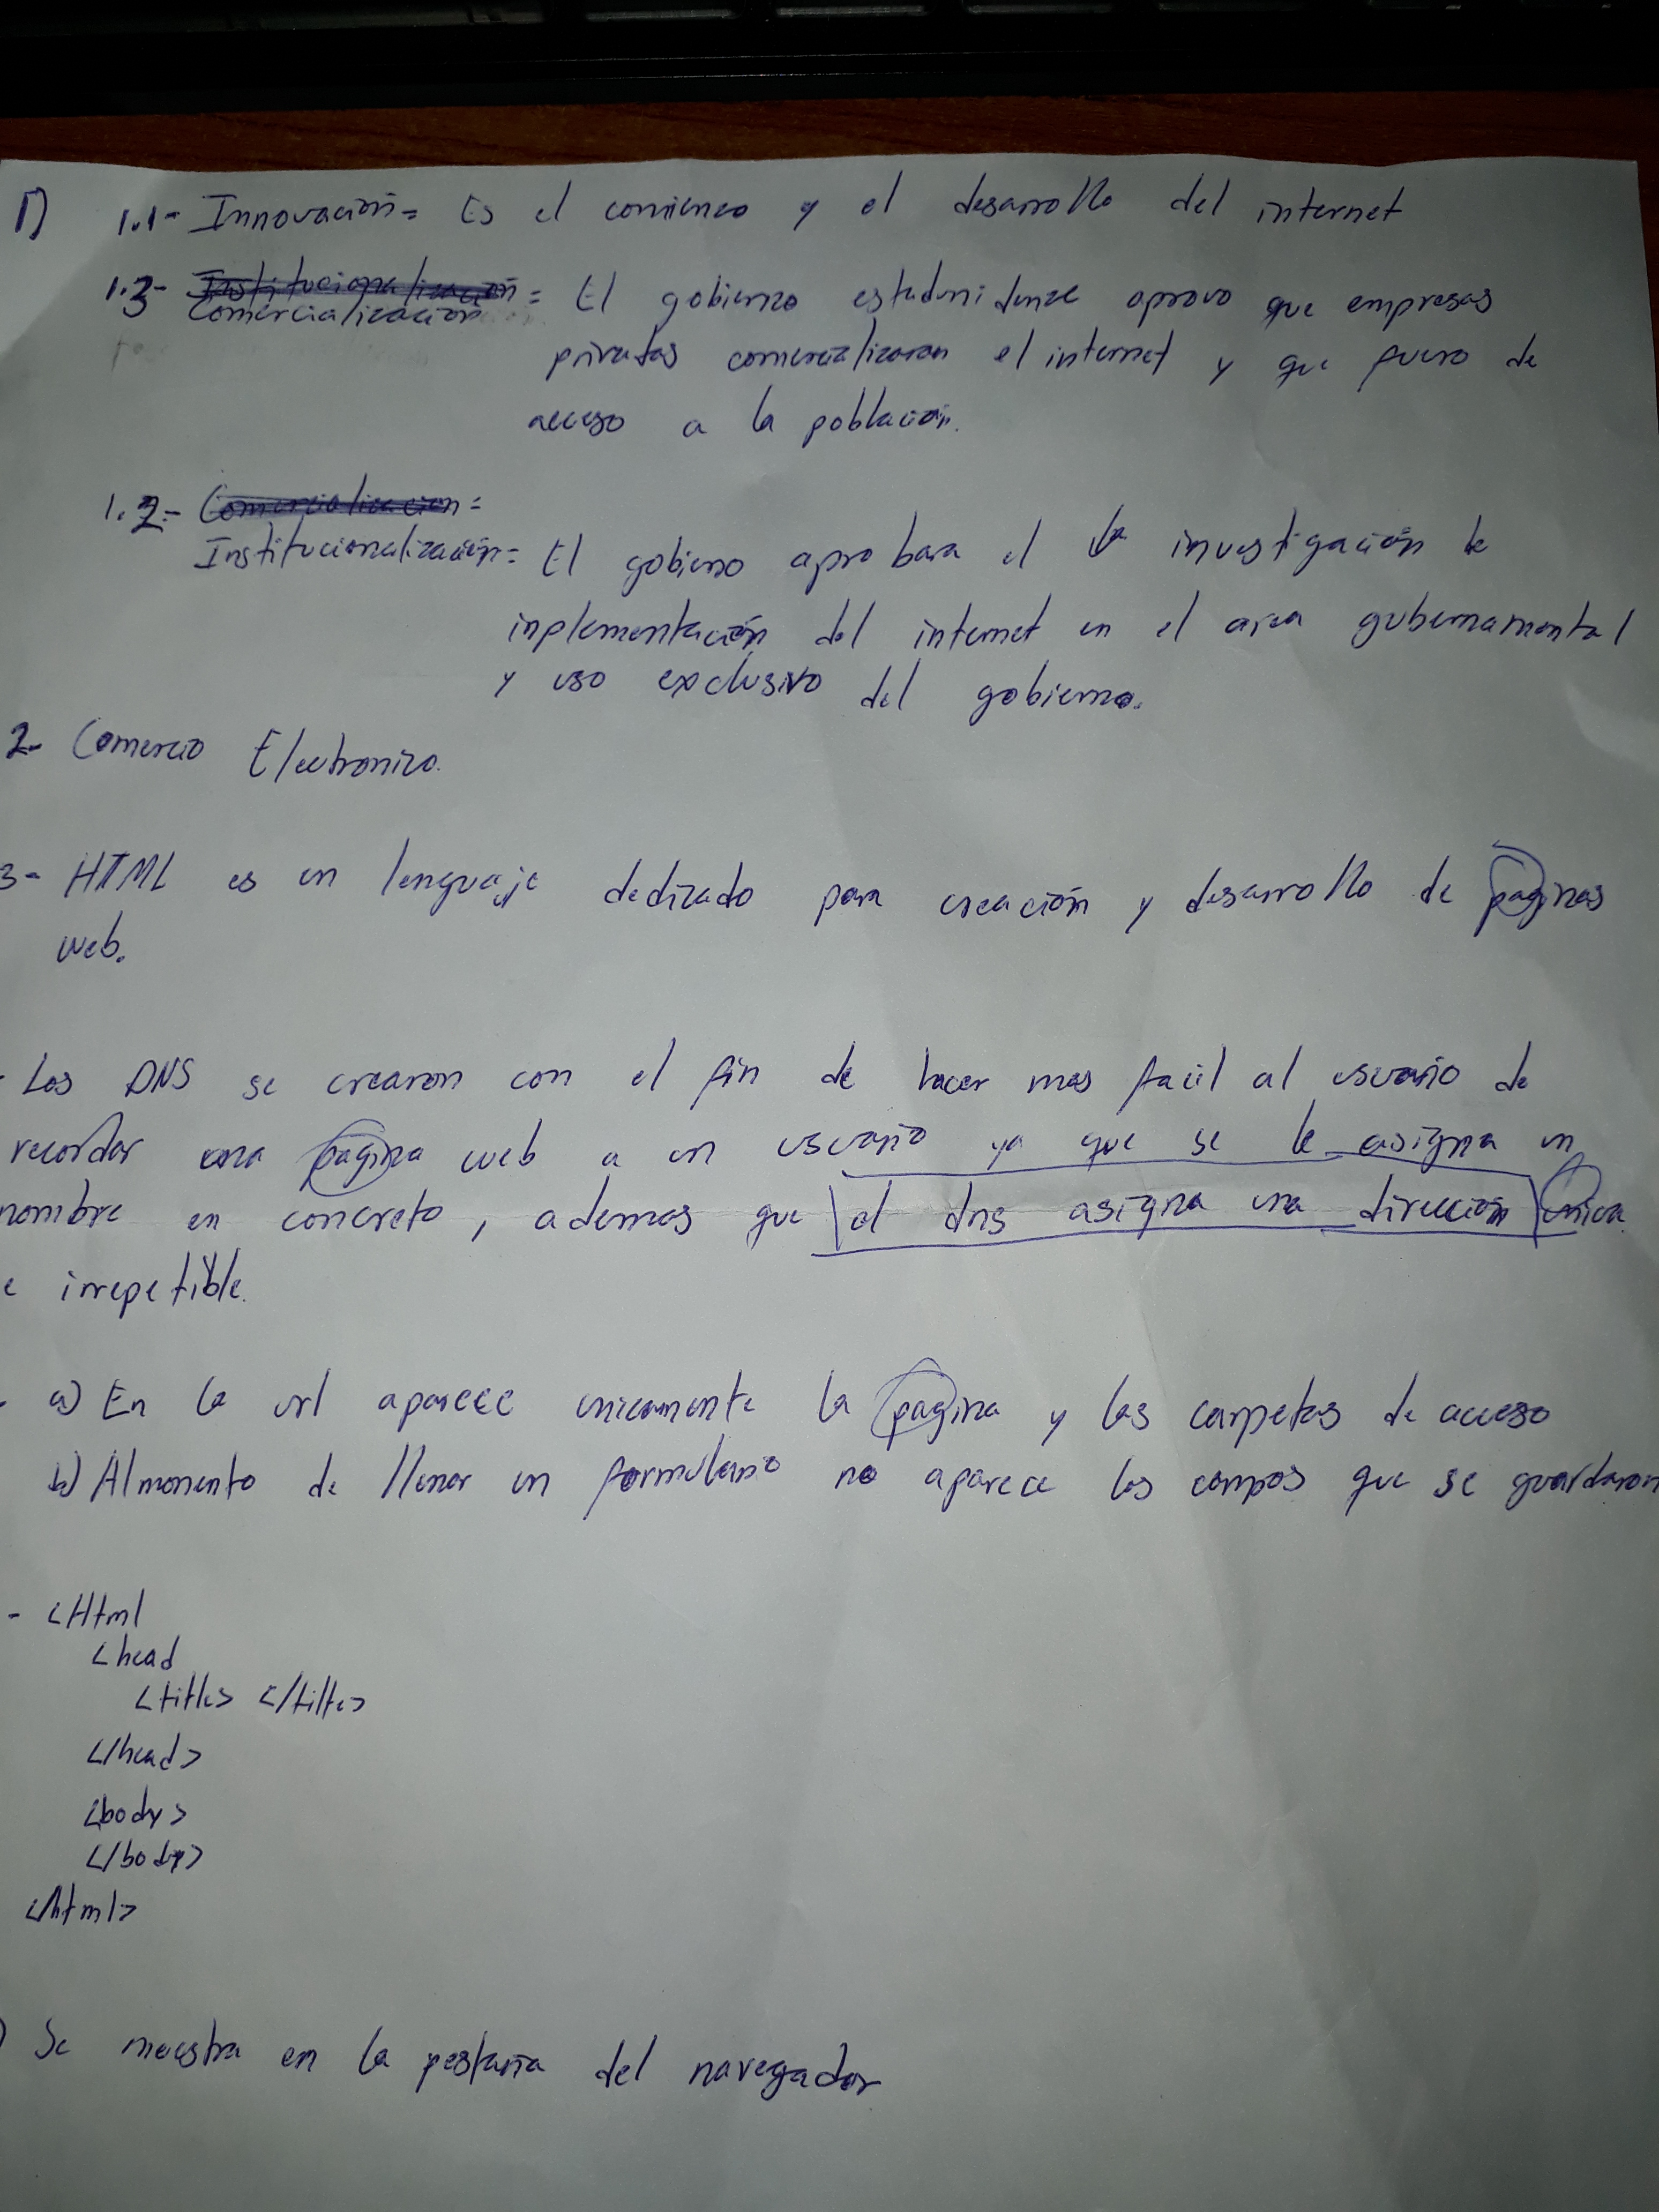 1) 1.1- Innovación= Es el comienzo y el desarrollo del internet
1.3- Institucionalización =
Comercialización El gobierno estadunidense aprovo que empresas
privatas comercializaran el internet y que fuera de
acceso a la población.
1.2- Comercializacion=
Institucionalización= El gobierno aprobara el la investigación le
inplementación del internet en el area gubernamental
y uso exclusivo del gobierno.
2- Comercio Electronico.
3- HTML es un lenguaje dedicado para creación y desarrollo de paginas
web.
- Los DNS se crearon con el fin de hacer mas facil al usuario de
recordar una pagina web a un usuario ya que se le asigna un
nombre en concreto, ademas que el dns asigna una dirección unica
e irrepetible.
- a) En la url aparece unicamente la pagina y las carpetas de acceso
b) Al momento de llenar un formulario no aparece los campos que se guardaron
- <Html
<head
<title> </title>
</head>
<body>
</body>
</html>
) Se muestra en la pestaña del navegador